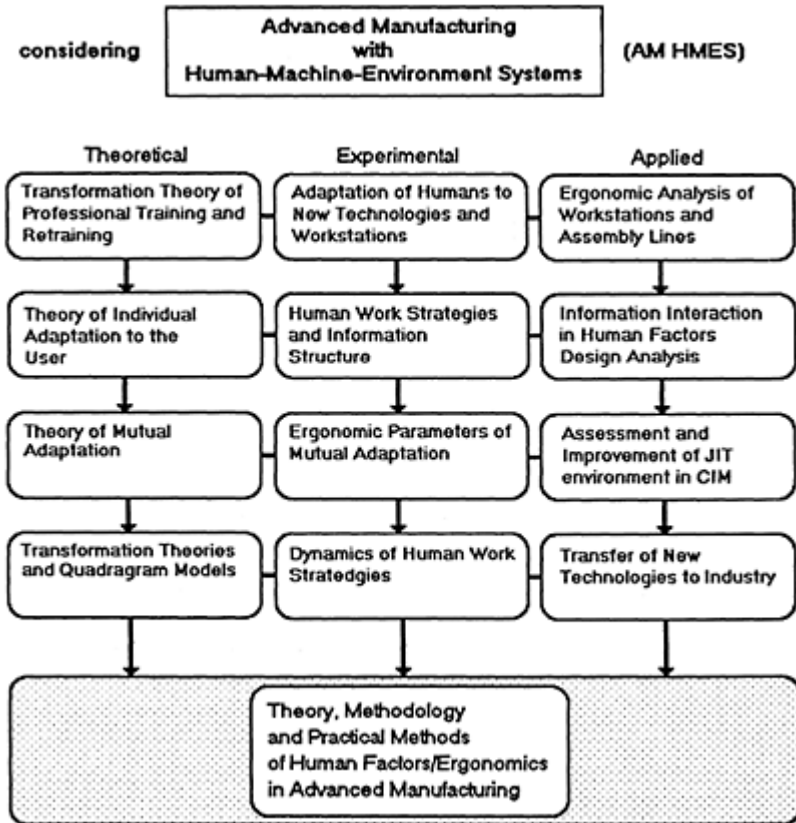 considering
Advanced Manufacturing
with
Human-Machine-Environment Systems
(AM HMES)
Theoretical
Experimental
Applied
Transformation Theory of
Professional Training and
Retraining
Adaptation of Humans to
New Technologies and
Workstations
Ergonomic Analysis of
Workstations and
Assembly Lines
Theory of Individual
Adaptation to the
User
Human Work Strategies
and Information
Structure
Information Interaction
in Human Factors
Design Analysis
Theory of Mutual
Adaptation
Ergonomic Parameters of
Mutual Adaptation
Assessment and
Improvement of JIT
environment in CIM
Transformation Theories
and Quadragram Models
Dynamics of Human Work
Stratedgies
Transfer of New
Technologies to Industry
Theory, Methodology
and Practical Methods
of Human Factors/Ergonomics
in Advanced Manufacturing